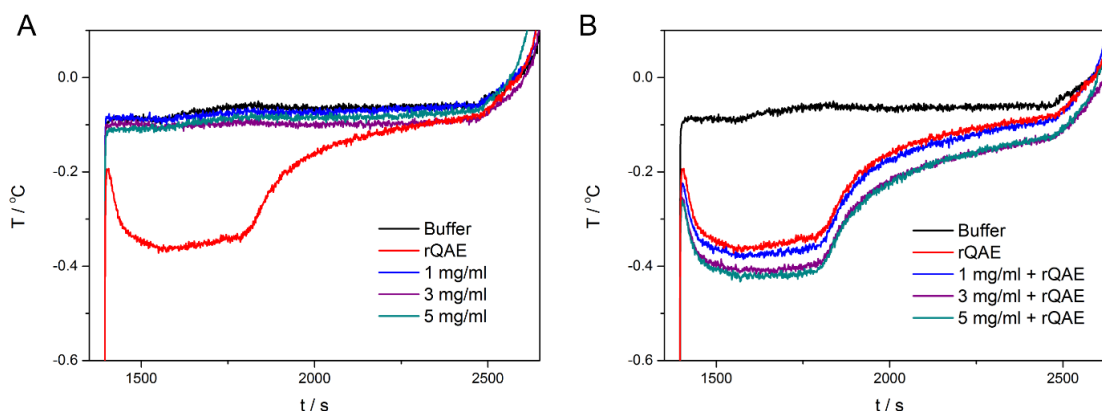 A
0.0
-0.2
-0.4
-0.6
T / °C
1500
2000
2500
t / s
Buffer
rQAE
1 mg/ml
3 mg/ml
5 mg/ml
B
0.0
-0.2
-0.4
-0.6
T / °C
1500
2000
2500
t / s
Buffer
rQAE
1 mg/ml + rQAE
3 mg/ml + rQAE
5 mg/ml + rQAE